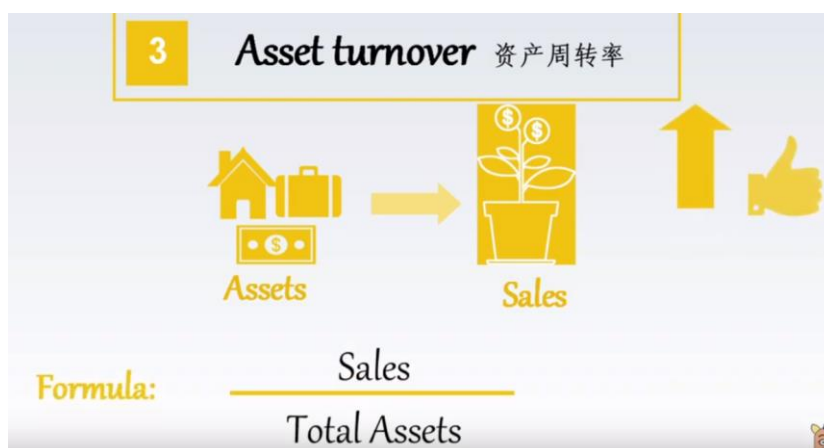 3 Asset turnover 资产周转率
$ $
$
Assets
Sales
Formula:
Sales
Total Assets